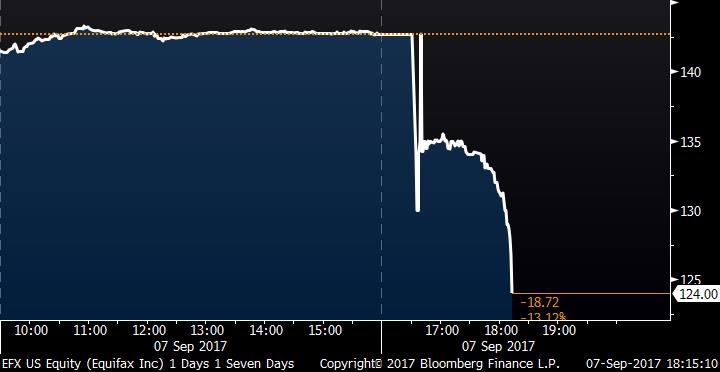 140
135
130
125
124.00
-18.72
-13.12%
10:00 11:00 12:00 13:00 14:00 15:00 17:00 18:00 19:00
07 Sep 2017 07 Sep 2017
EFX US Equity (Equifax Inc) 1 Days 1 Seven Days Copyright© 2017 Bloomberg Finance L.P. 07-Sep-2017 18:15:10